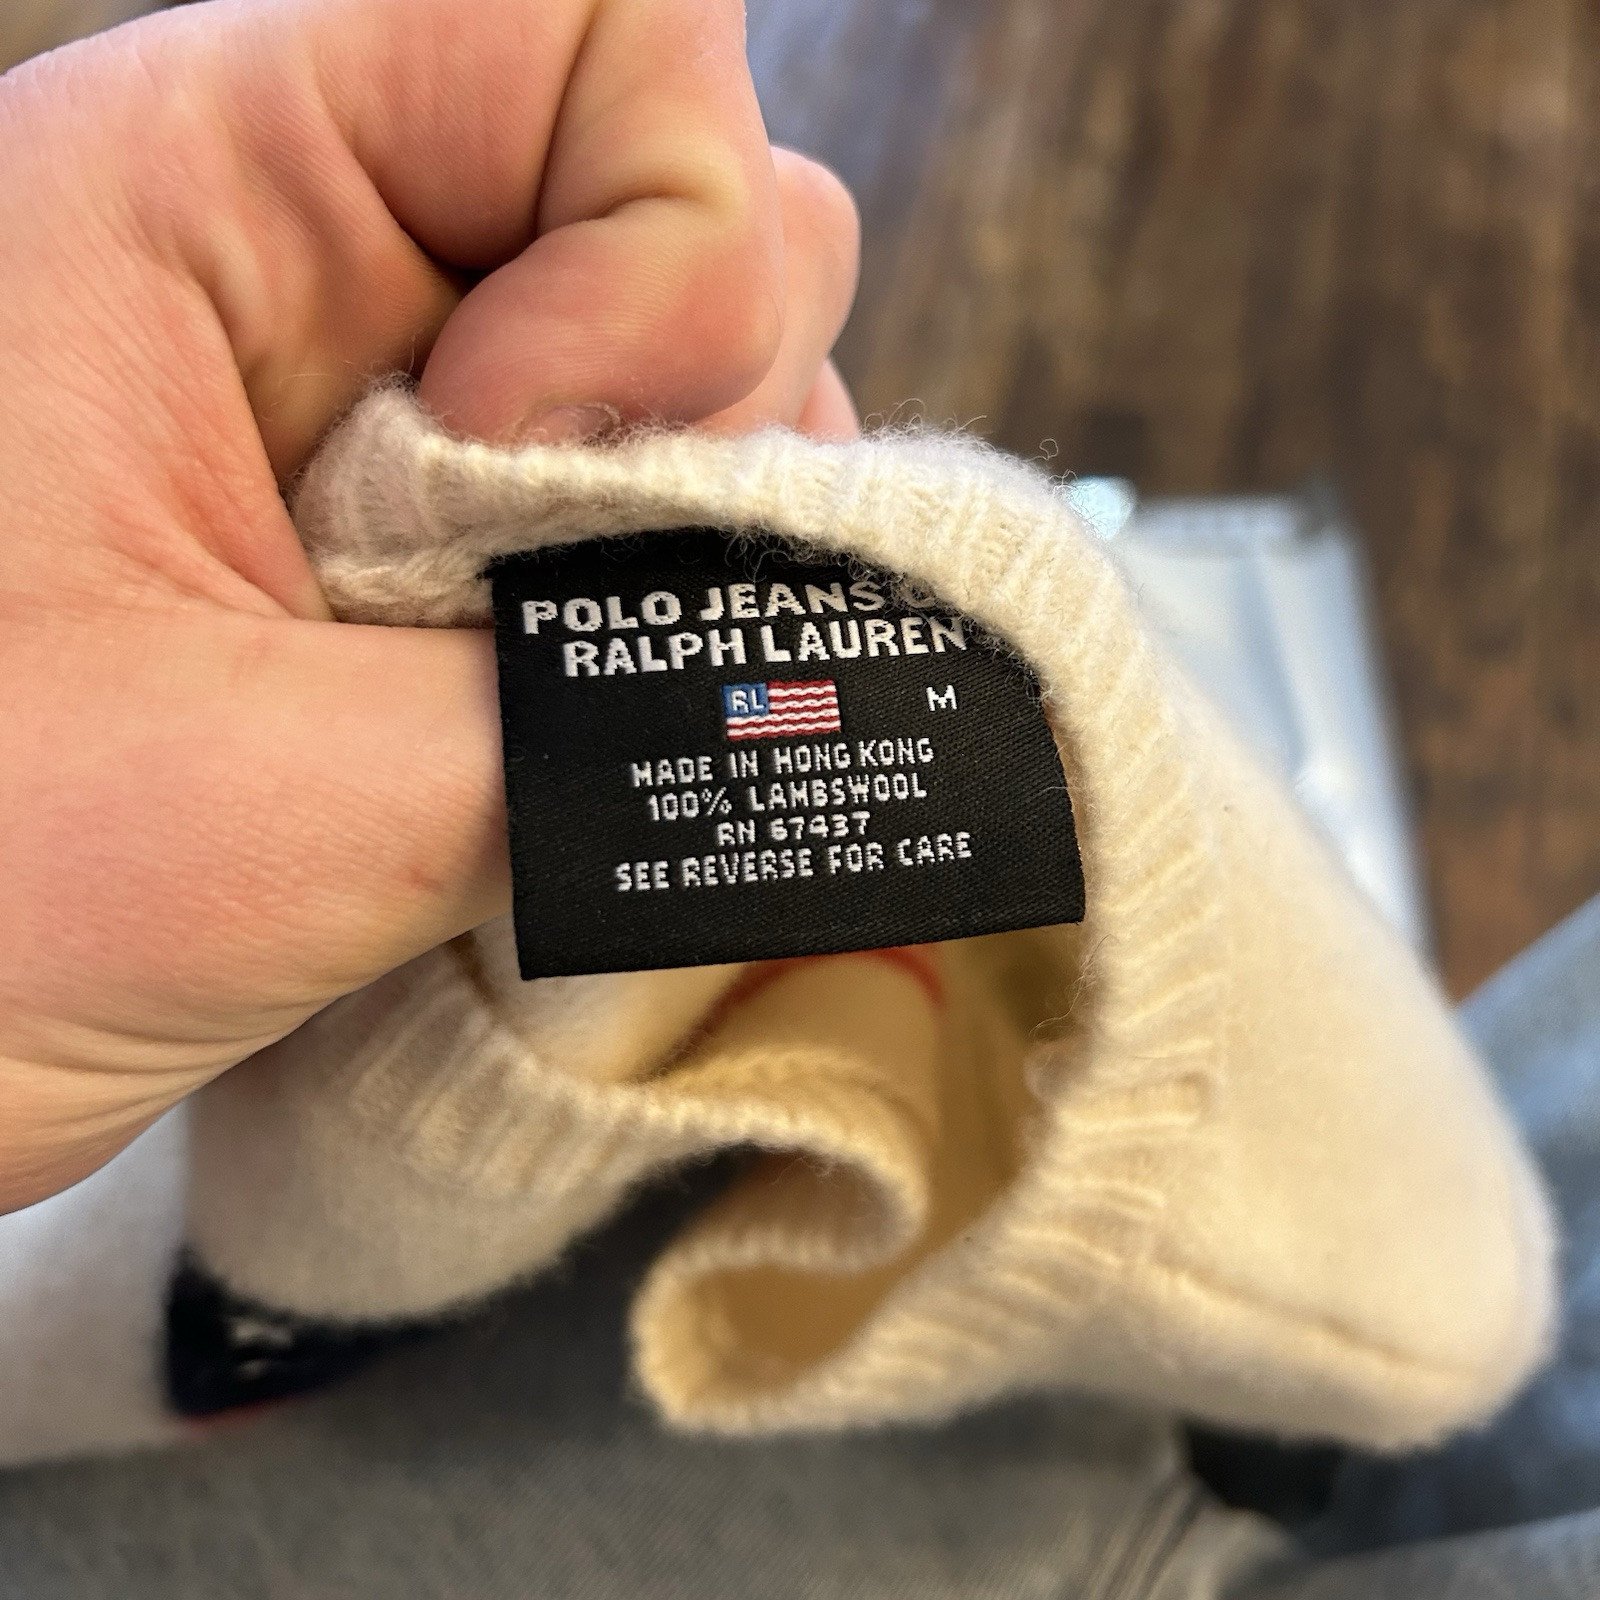 POLO JEANS
RALPH LAUREN
RL
M
MADE IN HONG KONG
100% LAMBSWOOL
RN 67437
SEE REVERSE FOR CARE